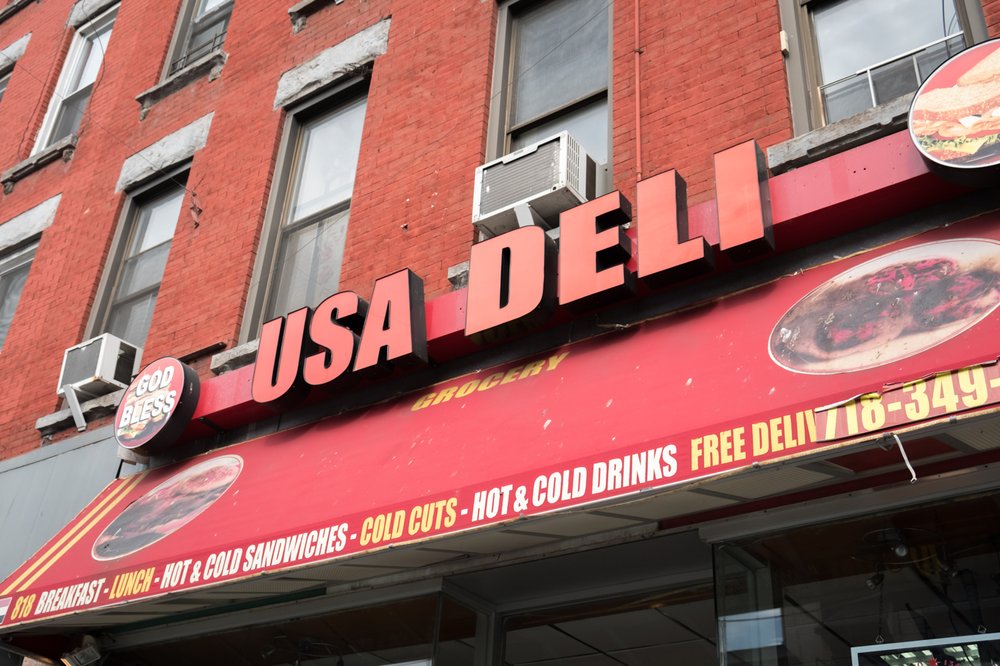 GOD
BLESS
USA DELI
GROCERY
818 BREAKFAST - LUNCH - HOT & COLD SANDWICHES - COLD CUTS - HOT & COLD DRINKS FREE DELIV 718-349-